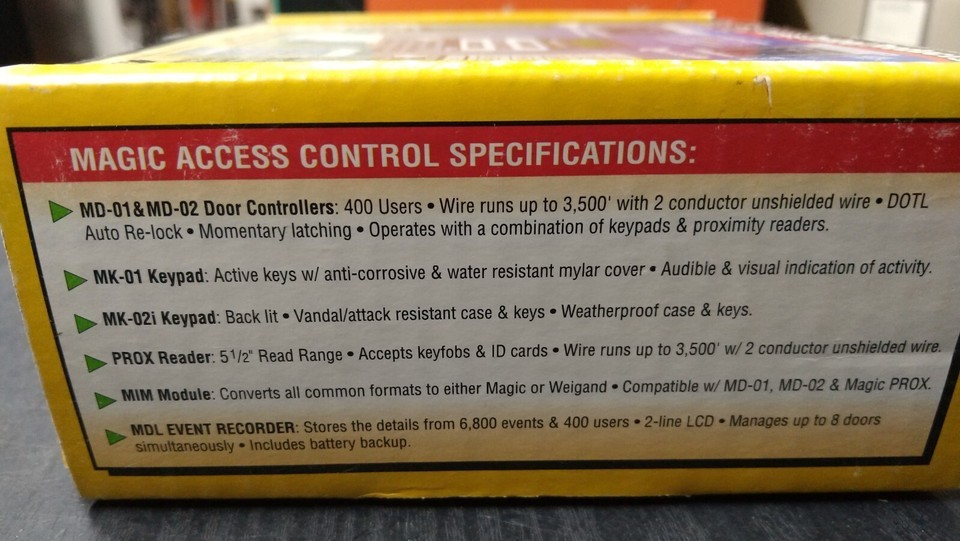 MAGIC ACCESS CONTROL SPECIFICATIONS:
MD-01 & MD-02 Door Controllers: 400 Users • Wire runs up to 3,500' with 2 conductor unshielded wire • DOTL
Auto Re-lock • Momentary latching • Operates with a combination of keypads & proximity readers.
MK-01 Keypad: Active keys w/ anti-corrosive & water resistant mylar cover • Audible & visual indication of activity.
MK-02i Keypad: Back lit • Vandal/attack resistant case & keys • Weatherproof case & keys.
PROX Reader: 5 1/2" Read Range • Accepts keyfobs & ID cards • Wire runs up to 3,500' w/ 2 conductor unshielded wire.
MIM Module: Converts all common formats to either Magic or Weigand • Compatible w/ MD-01, MD-02 & Magic PROX.
MDL EVENT RECORDER: Stores the details from 6,800 events & 400 users • 2-line LCD • Manages up to 8 doors
simultaneously • Includes battery backup.